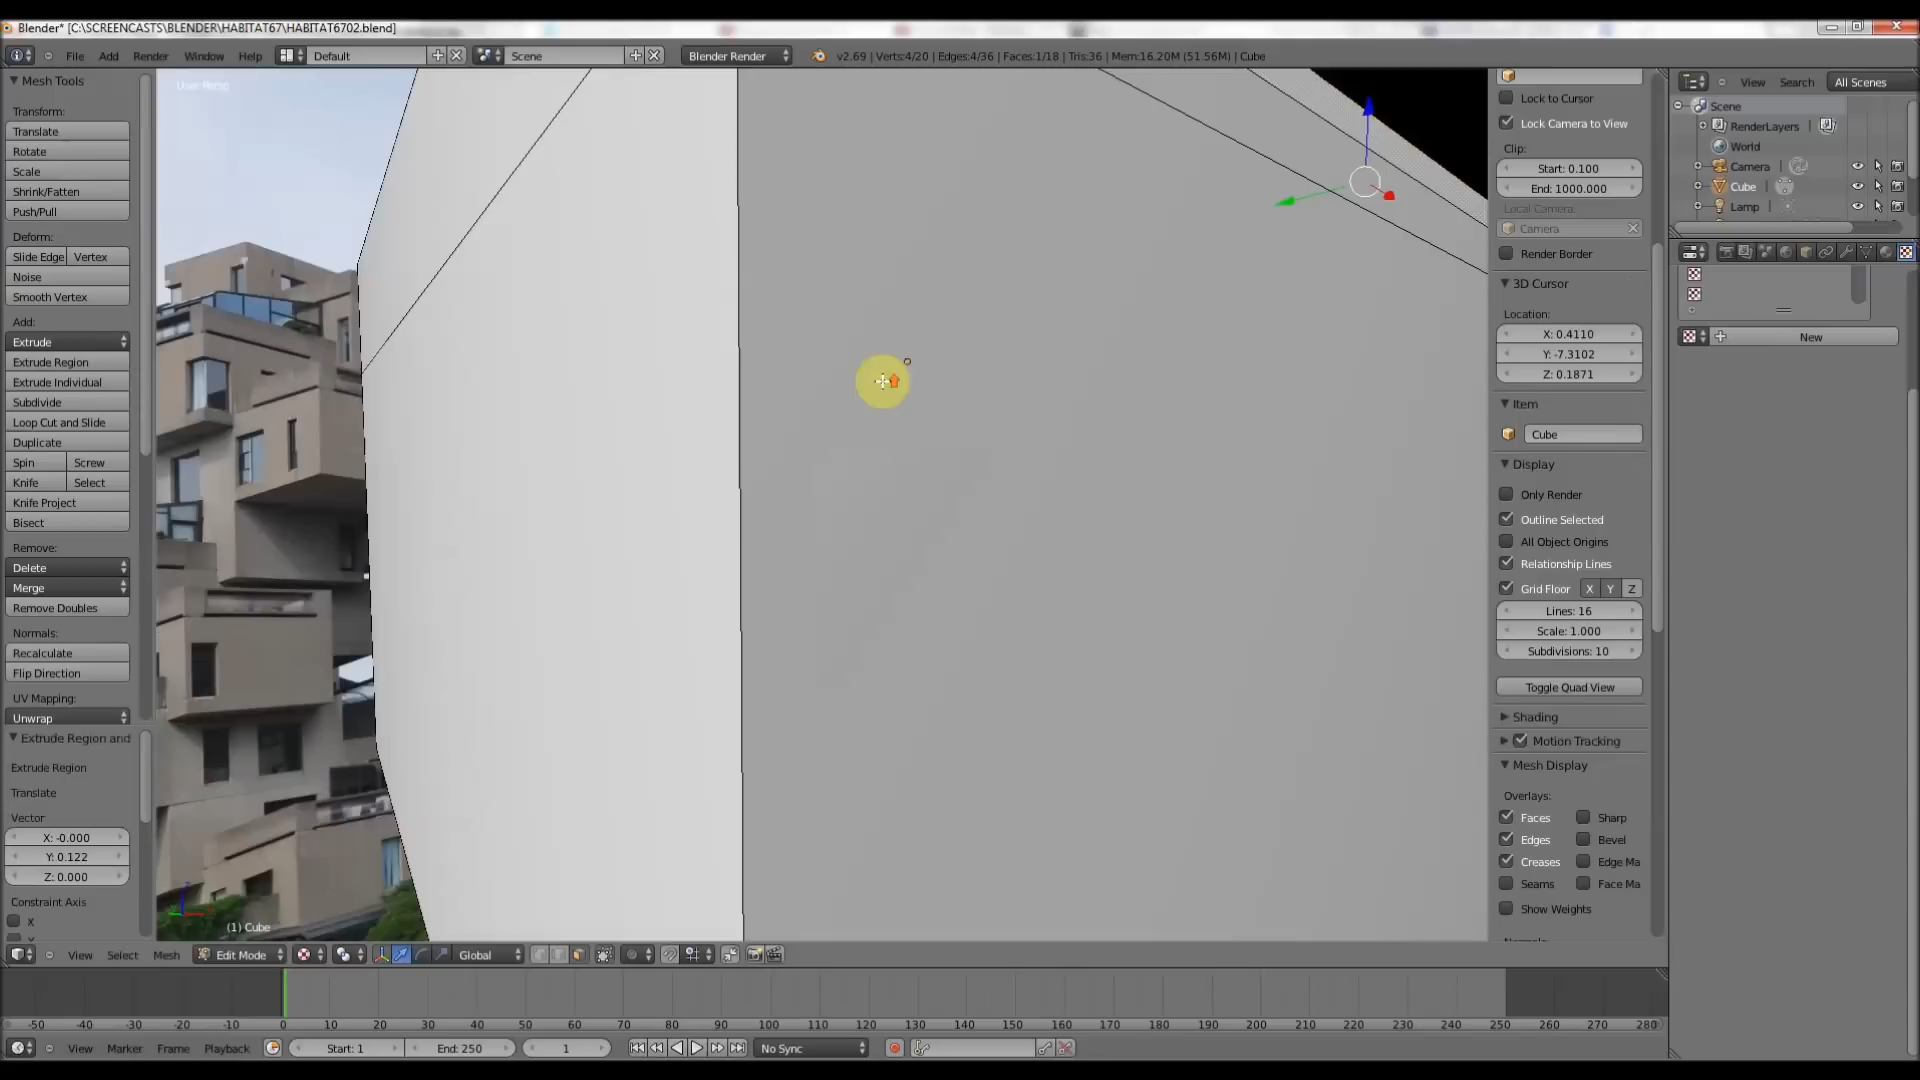 Blender* [C:\SCREENCASTS\BLENDER\HABITAT67\HABITAT6702.blend]
File Add Render Window Help Default Scene Blender Render v2.69 | Verts:4/20 | Edges:4/36 | Faces:1/18 | Tris:36 | Mem:16.20M (51.56M) | Cube
Mesh Tools
Transform:
Translate
Rotate
Scale
Shrink/Fatten
Push/Pull
Deform:
Slide Edge Vertex
Noise
Smooth Vertex
Add:
Extrude
Extrude Region
Extrude Individual
Subdivide
Loop Cut and Slide
Duplicate
Spin Screw
Knife Select
Knife Project
Bisect
Remove:
Delete
Merge
Remove Doubles
Normals:
Recalculate
Flip Direction
UV Mapping:
Unwrap
Extrude Region and
Extrude Region
Translate
Vector
X: -0.000
Y: 0.122
Z: 0.000
Constraint Axis
X
User Persp
(1) Cube
Lock to Cursor
Lock Camera to View
Clip:
Start: 0.100
End: 1000.000
Local Camera:
Camera
Render Border
3D Cursor
Location:
X: 0.4110
Y: -7.3102
Z: 0.1871
Item
Cube
Display
Only Render
Outline Selected
All Object Origins
Relationship Lines
Grid Floor X Y Z
Lines: 16
Scale: 1.000
Subdivisions: 10
Toggle Quad View
Shading
Motion Tracking
Mesh Display
Overlays:
Faces Sharp
Edges Bevel
Creases Edge Ma
Seams Face Ma
Show Weights
View Search All Scenes
Scene
RenderLayers
World
Camera
Cube
Lamp
New
View Select Mesh Edit Mode Global
-50 -40 -30 -20 -10 0 10 20 30 40 50 60 70 80 90 100 110 120 130 140 150 160 170 180 190 200 210 220 230 240 250 260 270 280
View Marker Frame Playback Start: 1 End: 250 1 No Sync